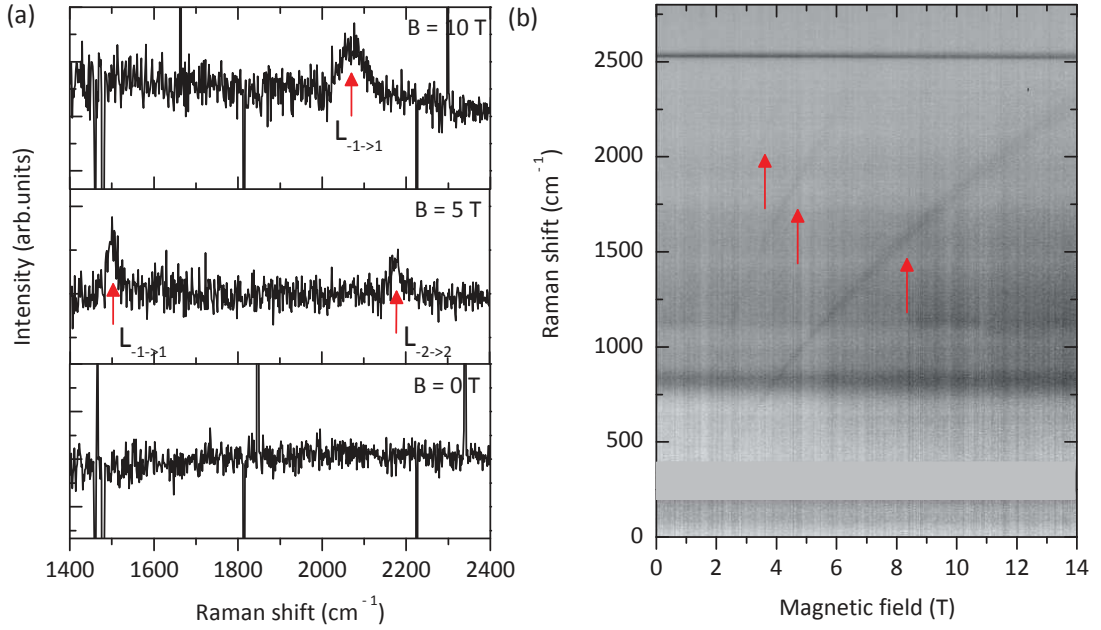 (a)
B = 10 T
L-1->1
B = 5 T
L-1->1
L-2->2
B = 0 T
Intensity (arb.units)
1400 1600 1800 2000 2200 2400
Raman shift (cm-1)
(b)
2500
2000
1500
1000
500
0
Raman shift (cm-1)
0 2 4 6 8 10 12 14
Magnetic field (T)